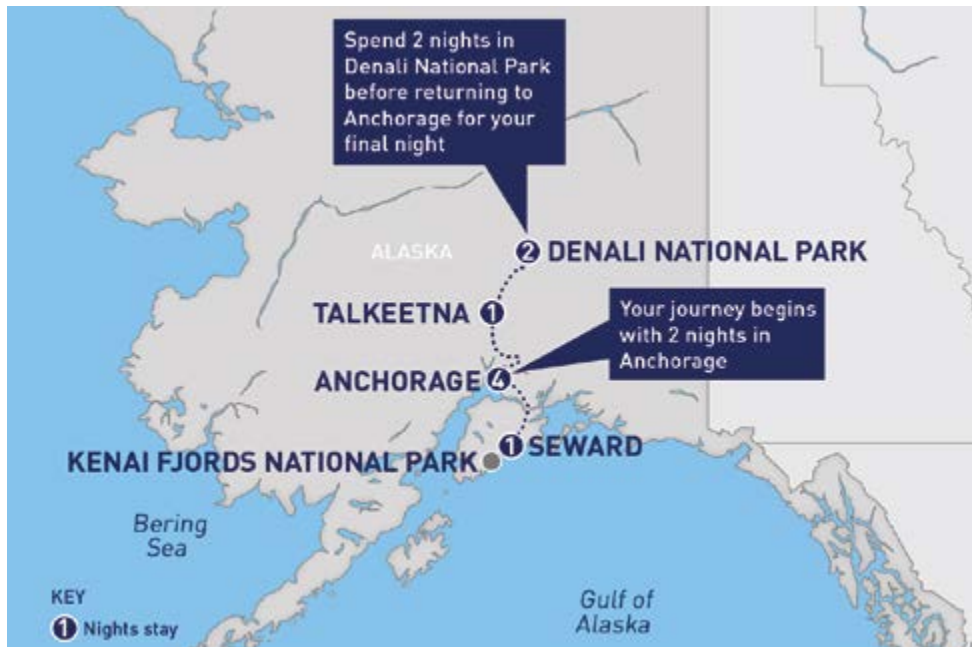 Spend 2 nights in
Denali National Park
before returning to
Anchorage for your
final night
ALASKA
2 DENALI NATIONAL PARK
TALKEETNA 1
Your journey begins
with 2 nights in
Anchorage
ANCHORAGE 4
1 SEWARD
KENAI FJORDS NATIONAL PARK
Bering
Sea
Gulf of
Alaska
KEY
1 Nights stay